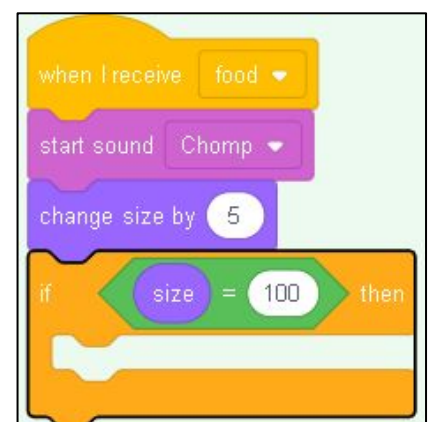 when I receive food
start sound Chomp
change size by 5
if size = 100 then